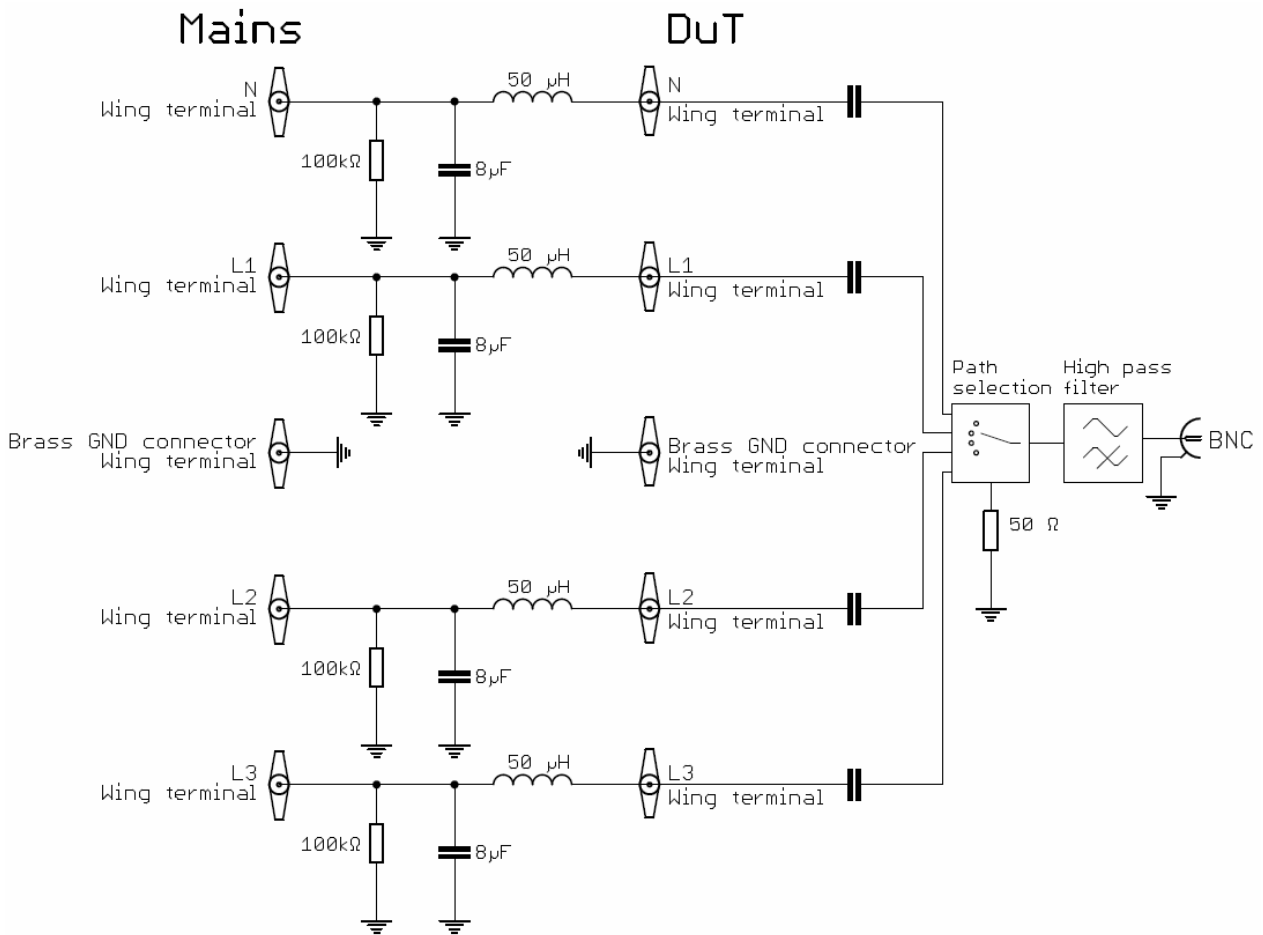 Mains
DuT
N
Wing terminal
50 µH
N
Wing terminal
100kΩ
8µF
L1
Wing terminal
50 µH
L1
Wing terminal
100kΩ
8µF
Path
selection
High pass
filter
Brass GND connector
Wing terminal
Brass GND connector
Wing terminal
BNC
50 Ω
L2
Wing terminal
50 µH
L2
Wing terminal
100kΩ
8µF
L3
Wing terminal
50 µH
L3
Wing terminal
100kΩ
8µF